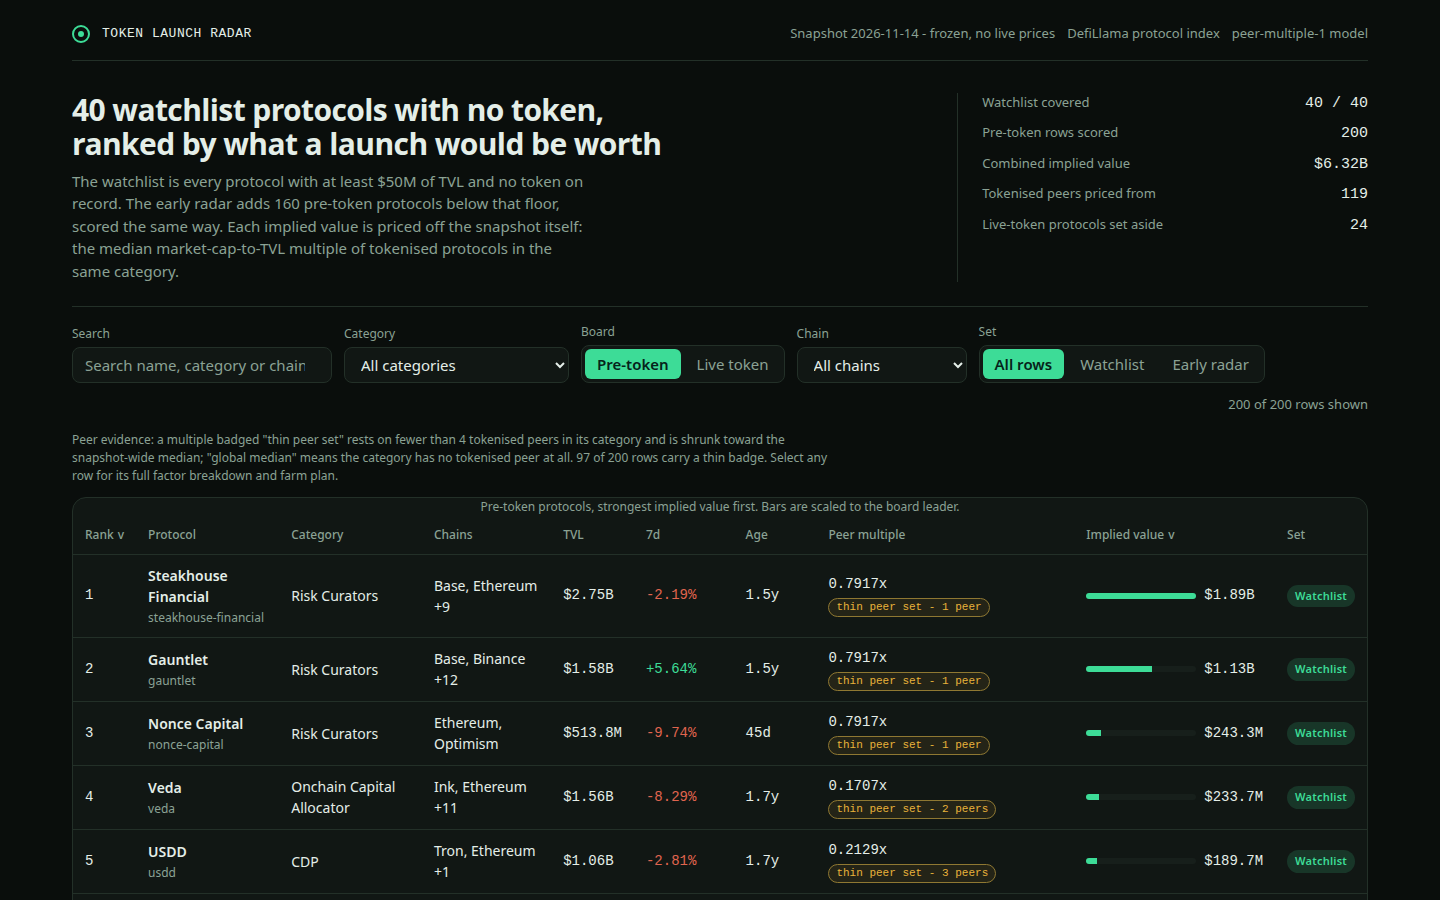 TOKEN LAUNCH RADAR
Snapshot 2026-11-14 - frozen, no live prices DefiLlama protocol index peer-multiple-1 model
40 watchlist protocols with no token,
ranked by what a launch would be worth
The watchlist is every protocol with at least $50M of TVL and no token on
record. The early radar adds 160 pre-token protocols below that floor,
scored the same way. Each implied value is priced off the snapshot itself:
the median market-cap-to-TVL multiple of tokenised protocols in the
same category.
Watchlist covered 40 / 40
Pre-token rows scored 200
Combined implied value $6.32B
Tokenised peers priced from 119
Live-token protocols set aside 24
Search Category Board Chain Set
Search name, category or chain All categories Pre-token Live token All chains All rows Watchlist Early radar
200 of 200 rows shown
Peer evidence: a multiple badged "thin peer set" rests on fewer than 4 tokenised peers in its category and is shrunk toward the
snapshot-wide median; "global median" means the category has no tokenised peer at all. 97 of 200 rows carry a thin badge. Select any
row for its full factor breakdown and farm plan.
Pre-token protocols, strongest implied value first. Bars are scaled to the board leader.
Rank v Protocol Category Chains TVL 7d Age Peer multiple Implied value v Set
1 Steakhouse Financial steakhouse-financial Risk Curators Base, Ethereum +9 $2.75B -2.19% 1.5y 0.7917x thin peer set - 1 peer $1.89B Watchlist
2 Gauntlet gauntlet Risk Curators Base, Binance +12 $1.58B +5.64% 1.5y 0.7917x thin peer set - 1 peer $1.13B Watchlist
3 Nonce Capital nonce-capital Risk Curators Ethereum, Optimism $513.8M -9.74% 45d 0.7917x thin peer set - 1 peer $243.3M Watchlist
4 Veda veda Onchain Capital Allocator Ink, Ethereum +11 $1.56B -8.29% 1.7y 0.1707x thin peer set - 2 peers $233.7M Watchlist
5 USDD usdd CDP Tron, Ethereum +1 $1.06B -2.81% 1.7y 0.2129x thin peer set - 3 peers $189.7M Watchlist